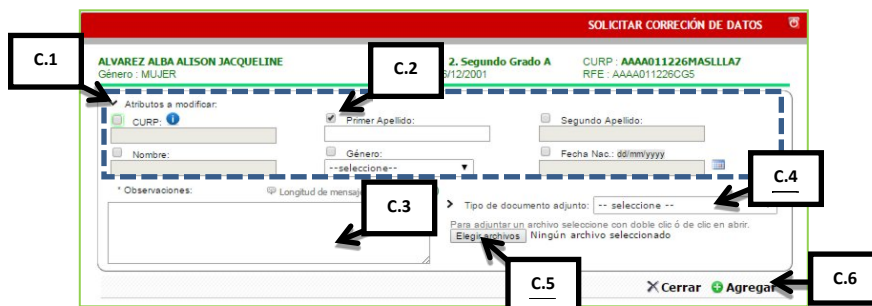 SOLICITAR CORRECIÓN DE DATOS
C.1
ALVAREZ ALBA ALISON JACQUELINE
Género : MUJER
C.2
2. Segundo Grado A
/12/2001
CURP : AAAA011226MASLLLA7
RFE : AAAA011226CG5
Atributos a modificar:
CURP:
Primer Apellido:
Segundo Apellido:
Nombre:
Género:
--seleccione--
Fecha Nac.: dd/mm/yyyy
* Observaciones:
Longitud de mensaje
C.3
C.4
Tipo de documento adjunto: -- seleccione --
Para adjuntar un archivo seleccione con doble clic ó de clic en abrir.
Elegir archivos Ningún archivo seleccionado
C.5
Cerrar Agregar
C.6